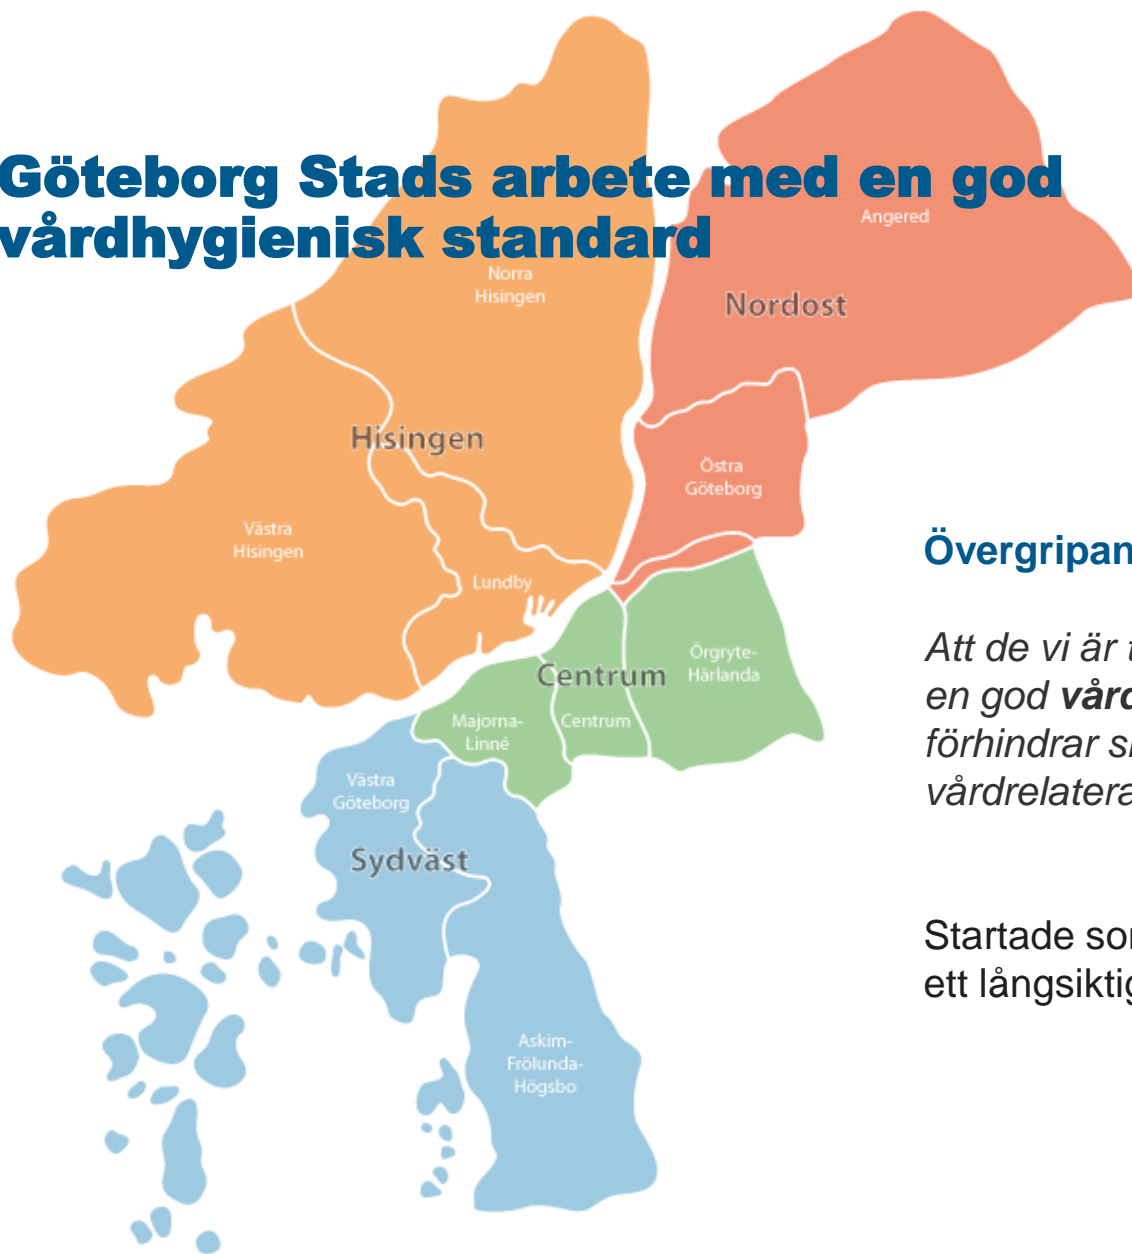 Göteborg Stads arbete med en god
vårdhygienisk standard
Angered
Norra
Hisingen
Nordost
Hisingen
Östra
Göteborg
Västra
Hisingen
Lundby
Örgryte-
Härlanda
Centrum
Majorna-
Linné
Centrum
Västra
Göteborg
Sydväst
Askim-
Frölunda-
Högsbo
Övergripan
Att de vi är t
en god vård
förhindrar s
vårdrelatera
Startade so
ett långsiktig